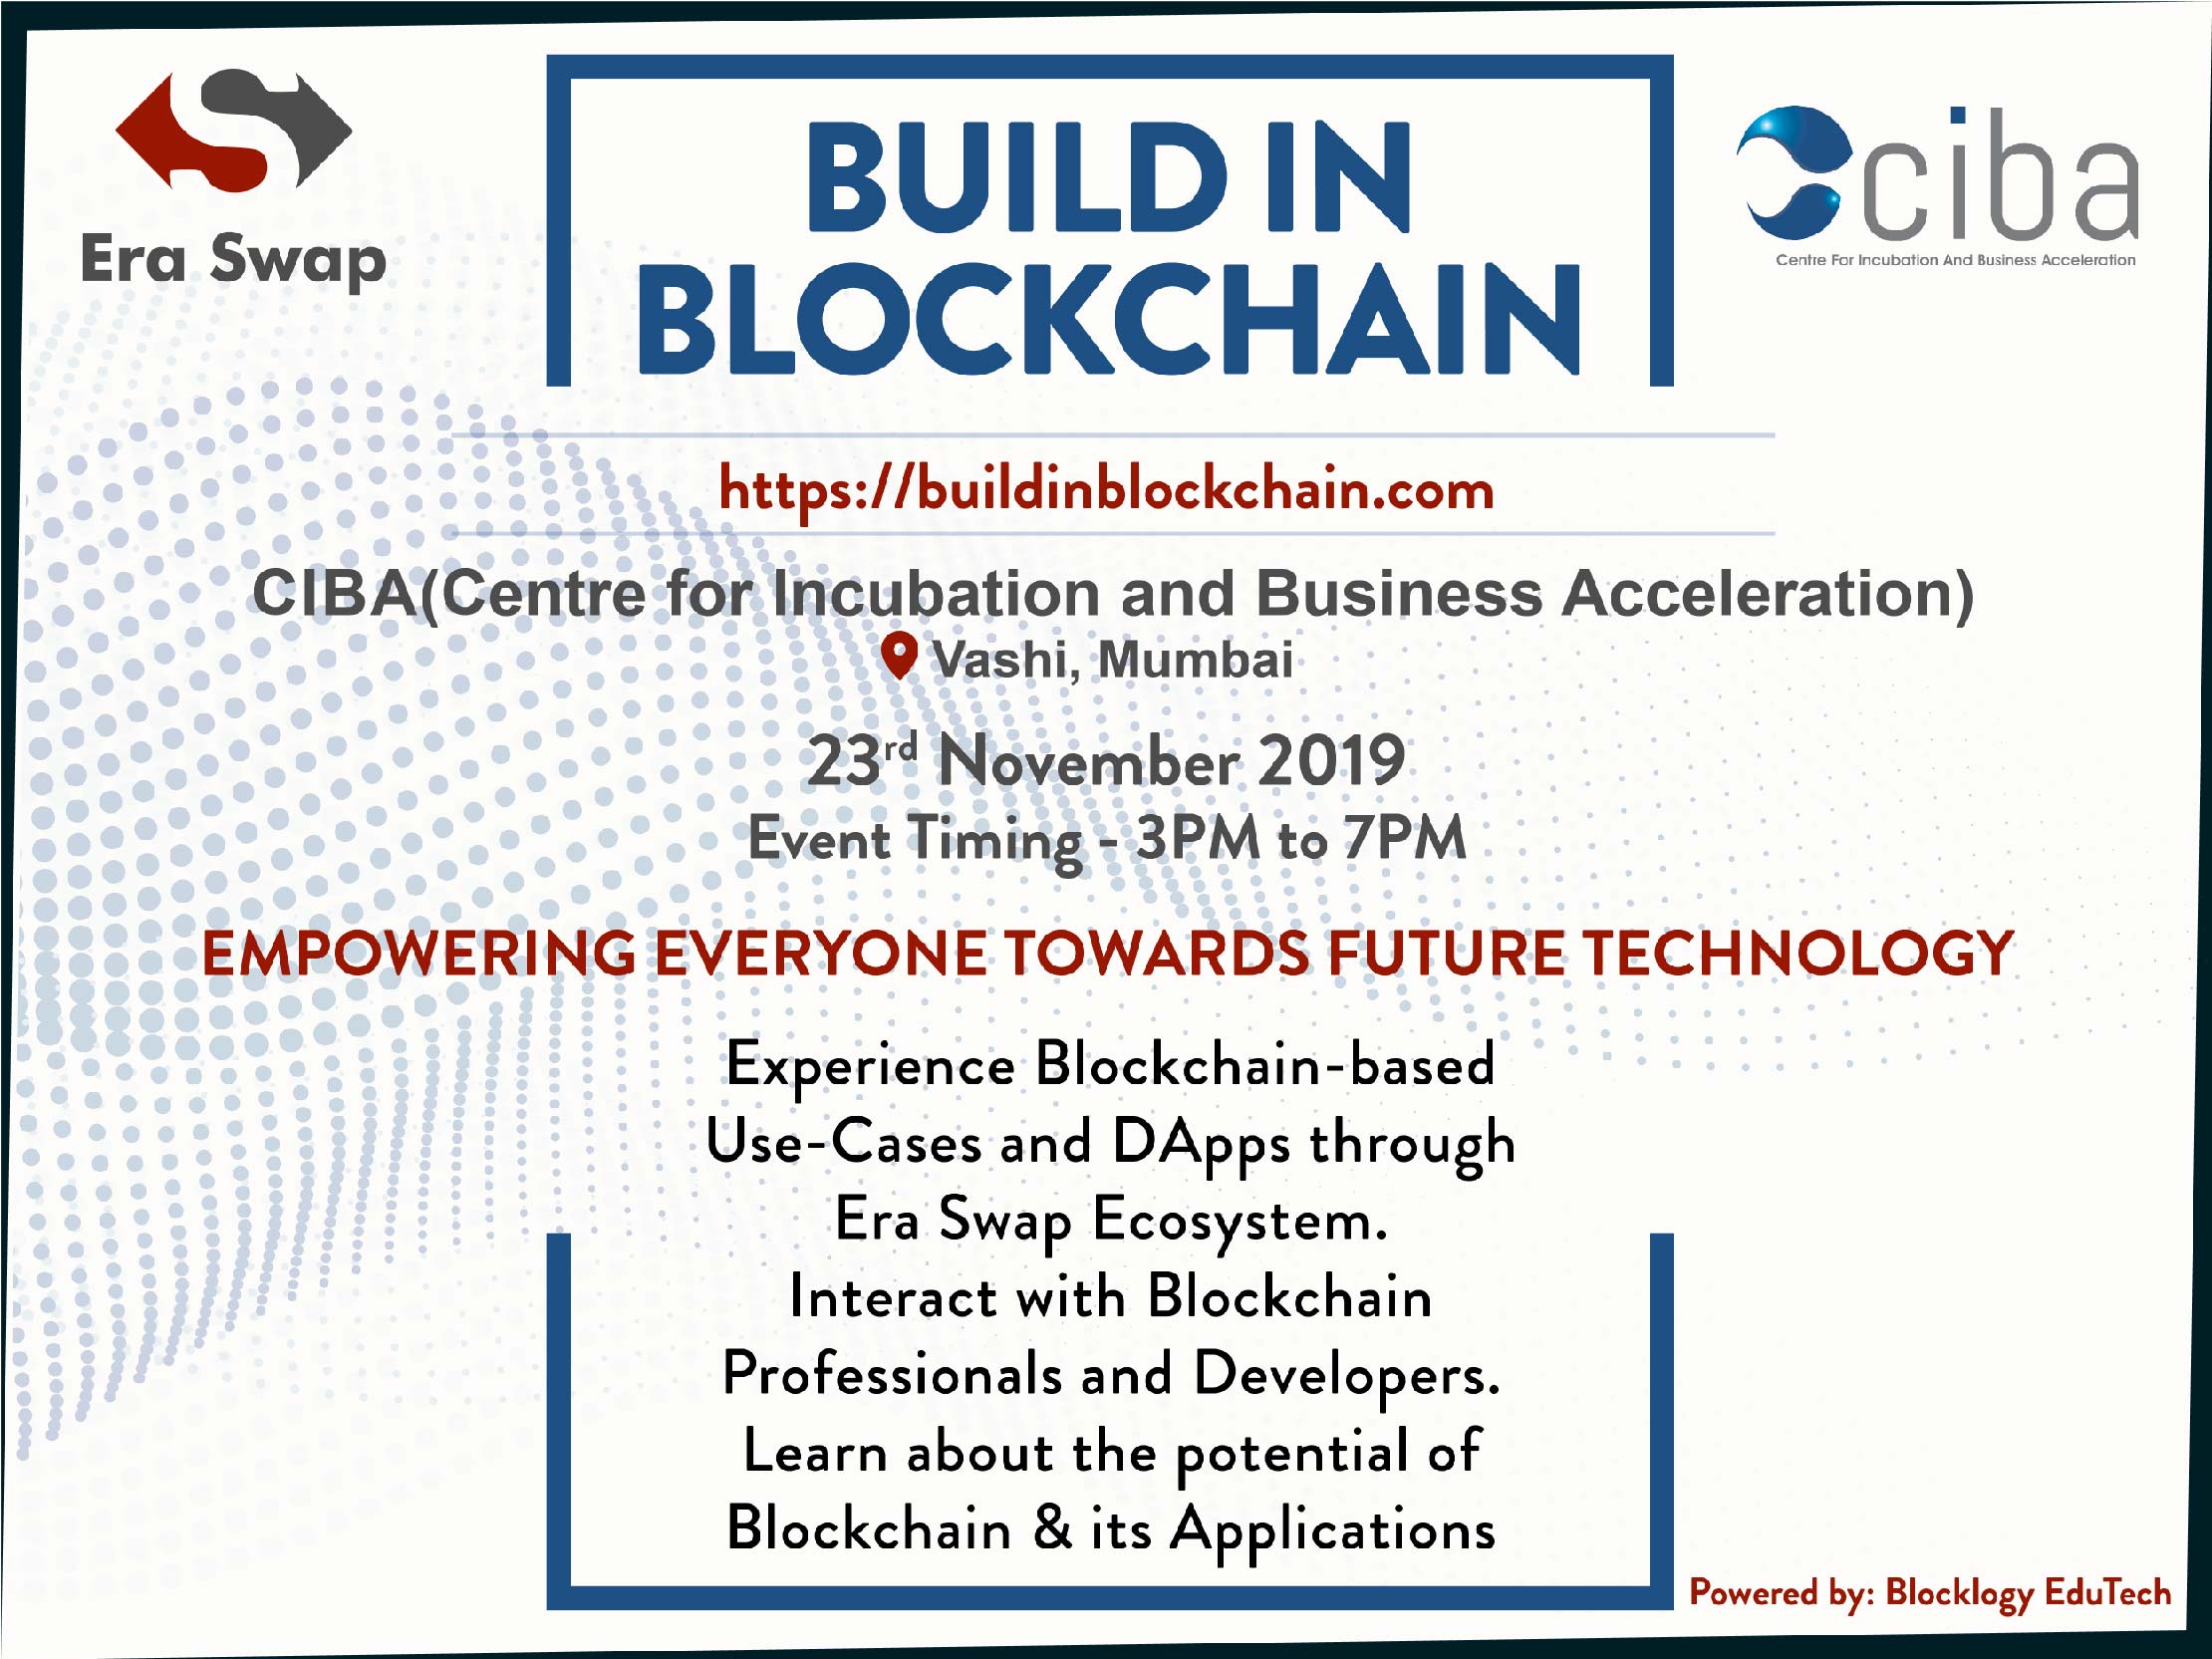 Era Swap
BUILD IN
BLOCKCHAIN
ciba
Centre For Incubation And Business Acceleration
https://buildinblockchain.com
CIBA(Centre for Incubation and Business Acceleration)
Vashi, Mumbai
23rd November 2019
Event Timing - 3PM to 7PM
EMPOWERING EVERYONE TOWARDS FUTURE TECHNOLOGY
Experience Blockchain-based
Use-Cases and DApps through
Era Swap Ecosystem.
Interact with Blockchain
Professionals and Developers.
Learn about the potential of
Blockchain & its Applications
Powered by: Blocklogy EduTech